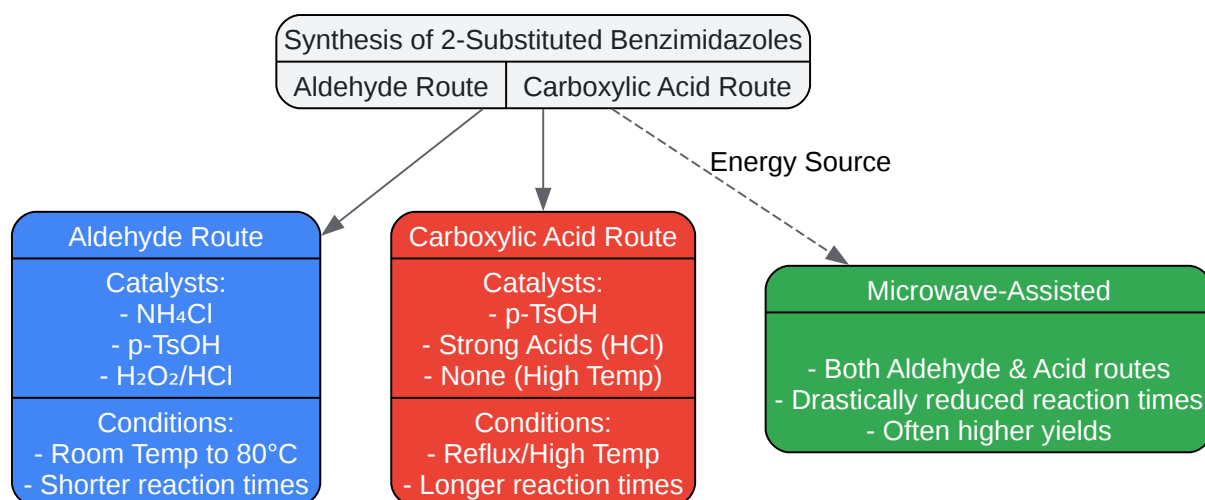 Synthesis of 2-Substituted Benzimidazoles
Aldehyde Route
Carboxylic Acid Route
Energy Source
Aldehyde Route
Catalysts:
- NH₄Cl
- p-TsOH
- H₂O₂/HCl
Conditions:
- Room Temp to 80°C
- Shorter reaction times
Carboxylic Acid Route
Catalysts:
- p-TsOH
- Strong Acids (HCl)
- None (High Temp)
Conditions:
- Reflux/High Temp
- Longer reaction times
Microwave-Assisted
- Both Aldehyde & Acid routes
- Drastically reduced reaction times
- Often higher yields